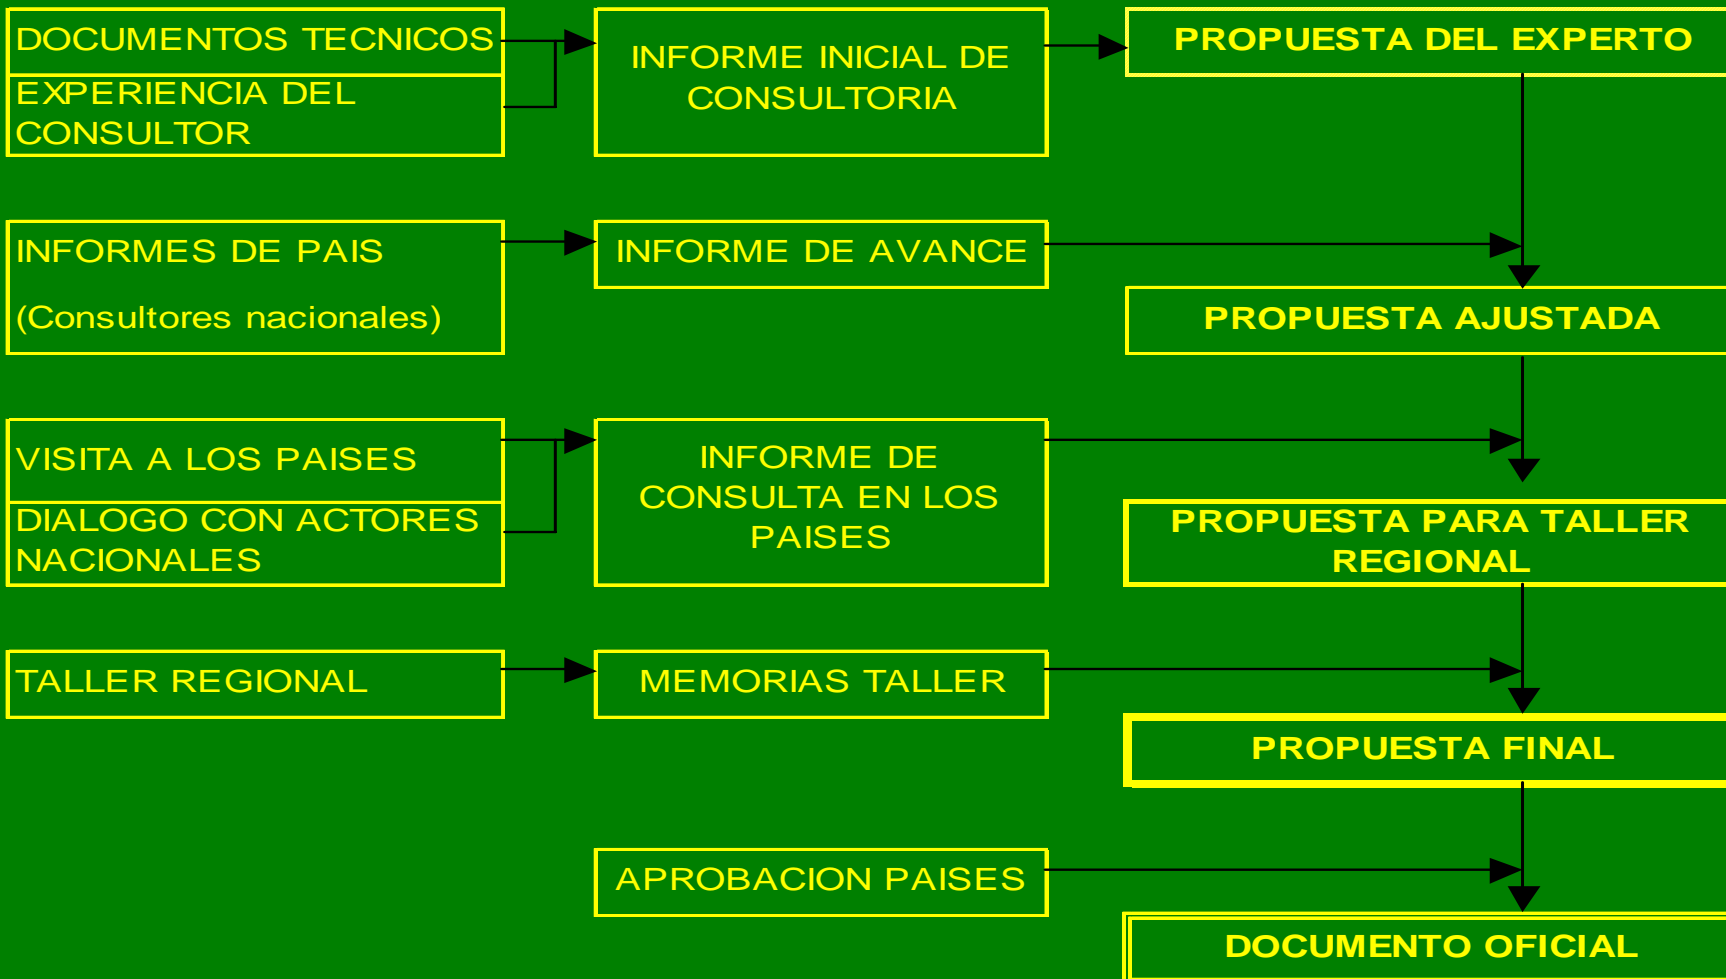 DOCUMENTOS TECNICOS
EXPERIENCIA DEL
CONSULTOR
INFORME INICIAL DE
CONSULTORIA
PROPUESTA DEL EXPERTO
INFORMES DE PAIS
(Consultores nacionales)
INFORME DE AVANCE
PROPUESTA AJUSTADA
VISITA A LOS PAISES
DIALOGO CON ACTORES
NACIONALES
INFORME DE
CONSULTA EN LOS
PAISES
PROPUESTA PARA TALLER
REGIONAL
TALLER REGIONAL
MEMORIAS TALLER
PROPUESTA FINAL
APROBACION PAISES
DOCUMENTO OFICIAL